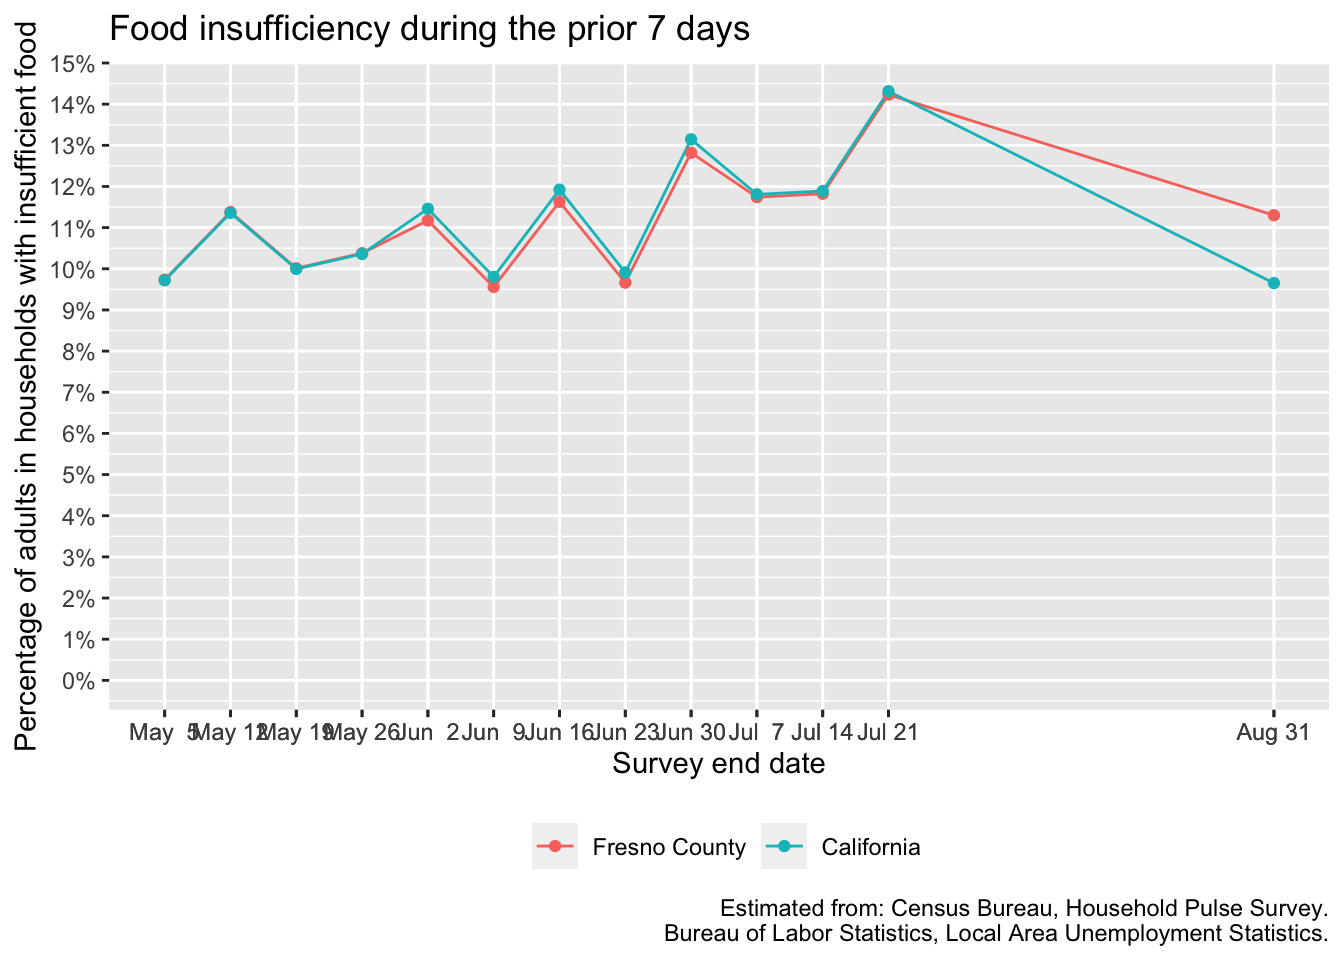 Food insufficiency during the prior 7 days
Percentage of adults in households with insufficient food
15%
14%
13%
12%
11%
10%
9%
8%
7%
6%
5%
4%
3%
2%
1%
0%
May 5 May 12 May 19 May 26 Jun 2 Jun 9 Jun 16 Jun 23 Jun 30 Jul 7 Jul 14 Jul 21 Aug 31
Survey end date
Fresno County California
Estimated from: Census Bureau, Household Pulse Survey.
Bureau of Labor Statistics, Local Area Unemployment Statistics.